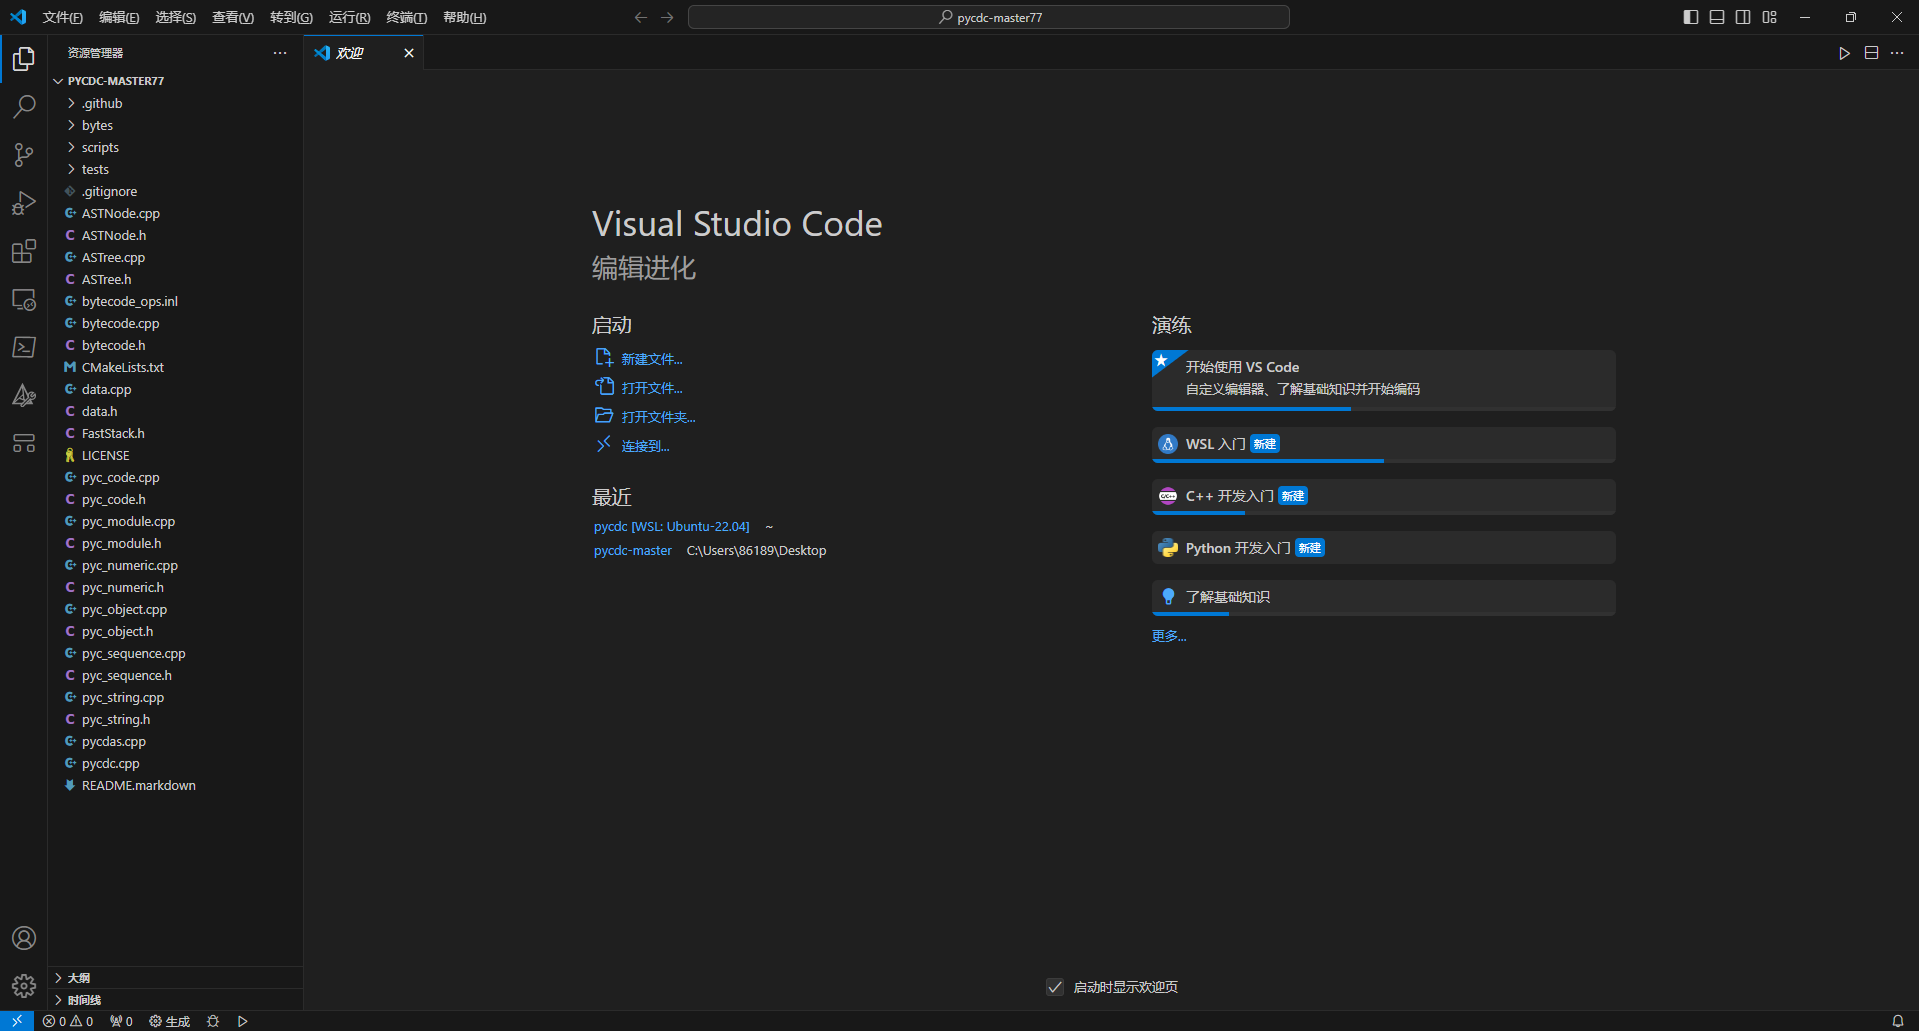 文件(F) 编辑(E) 选择(S) 查看(V) 转到(G) 运行(R) 终端(T) 帮助(H)
pycdc-master77
资源管理器
欢迎
PYCDC-MASTER77
.github
bytes
scripts
tests
.gitignore
ASTNode.cpp
ASTNode.h
ASTree.cpp
ASTree.h
bytecode_ops.inl
bytecode.cpp
bytecode.h
CMakeLists.txt
data.cpp
data.h
FastStack.h
LICENSE
pyc_code.cpp
pyc_code.h
pyc_module.cpp
pyc_module.h
pyc_numeric.cpp
pyc_numeric.h
pyc_object.cpp
pyc_object.h
pyc_sequence.cpp
pyc_sequence.h
pyc_string.cpp
pyc_string.h
pycdas.cpp
pycdc.cpp
README.markdown
大纲
时间线
Visual Studio Code
编辑进化
启动
新建文件...
打开文件...
打开文件夹...
连接到...
最近
pycdc [WSL: Ubuntu-22.04] ~
pycdc-master C:\Users\86189\Desktop
演练
开始使用 VS Code
自定义编辑器、了解基础知识并开始编码
WSL 入门 新建
C++ 开发入门 新建
Python 开发入门 新建
了解基础知识
更多...
启动时显示欢迎页
0 0 0 生成